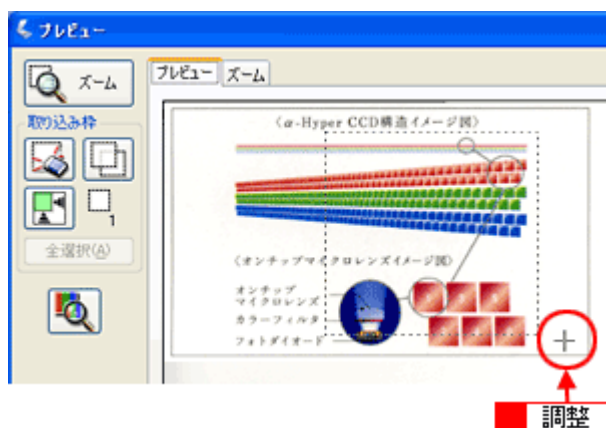 プレビュー
ズーム
プレビュー ズーム
取り込み枠
1
全選択(A)
〈α-Hyper CCD構造イメージ図〉
〈オンチップマイクロレンズイメージ図〉
オンチップ
マイクロレンズ
カラーフィルタ
フォトダイオード
調整